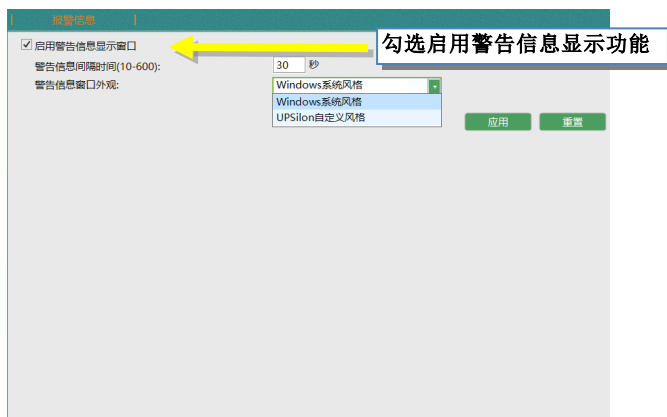 报警信息
启用警告信息显示窗口
勾选启用警告信息显示功能
警告信息间隔时间(10-600):
30 秒
警告信息窗口外观:
Windows系统风格
Windows系统风格
UPSilon自定义风格
应用 重置